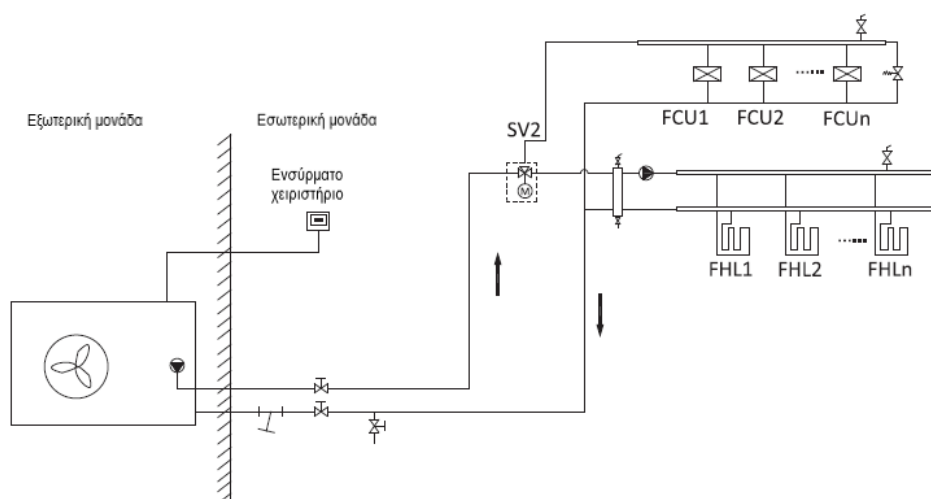 FCU1
FCU2
FCUn
Εξωτερική μονάδα
Εσωτερική μονάδα
SV2
Ενσύρματο
χειριστήριο
M
FHL1
FHL2
FHLn